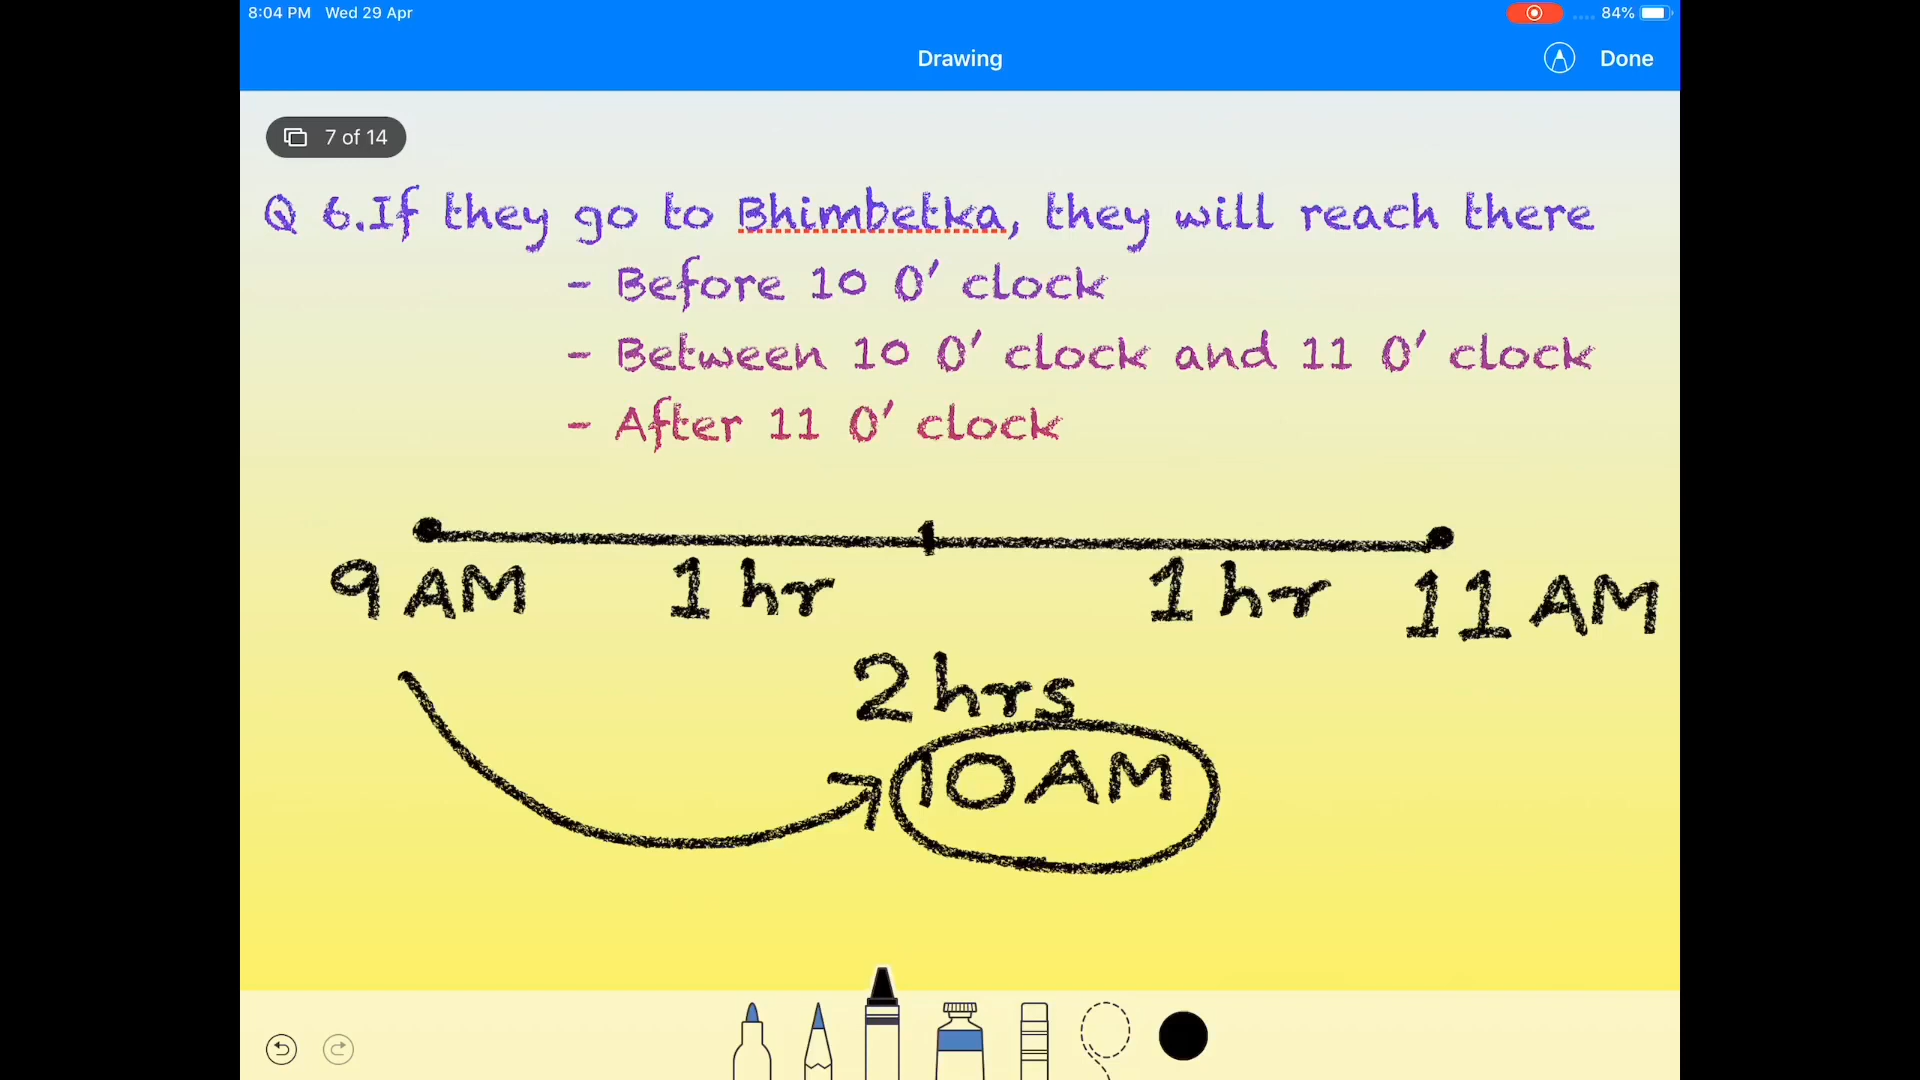 8:04 PM Wed 29 Apr
84%
Drawing
Done
7 of 14
Q 6.If they go to Bhimbetka, they will reach there
- Before 10 O' clock
- Between 10 O' clock and 11 O' clock
- After 11 O' clock
9 AM 1 hr 1 hr 11 AM
2 hrs
10 AM